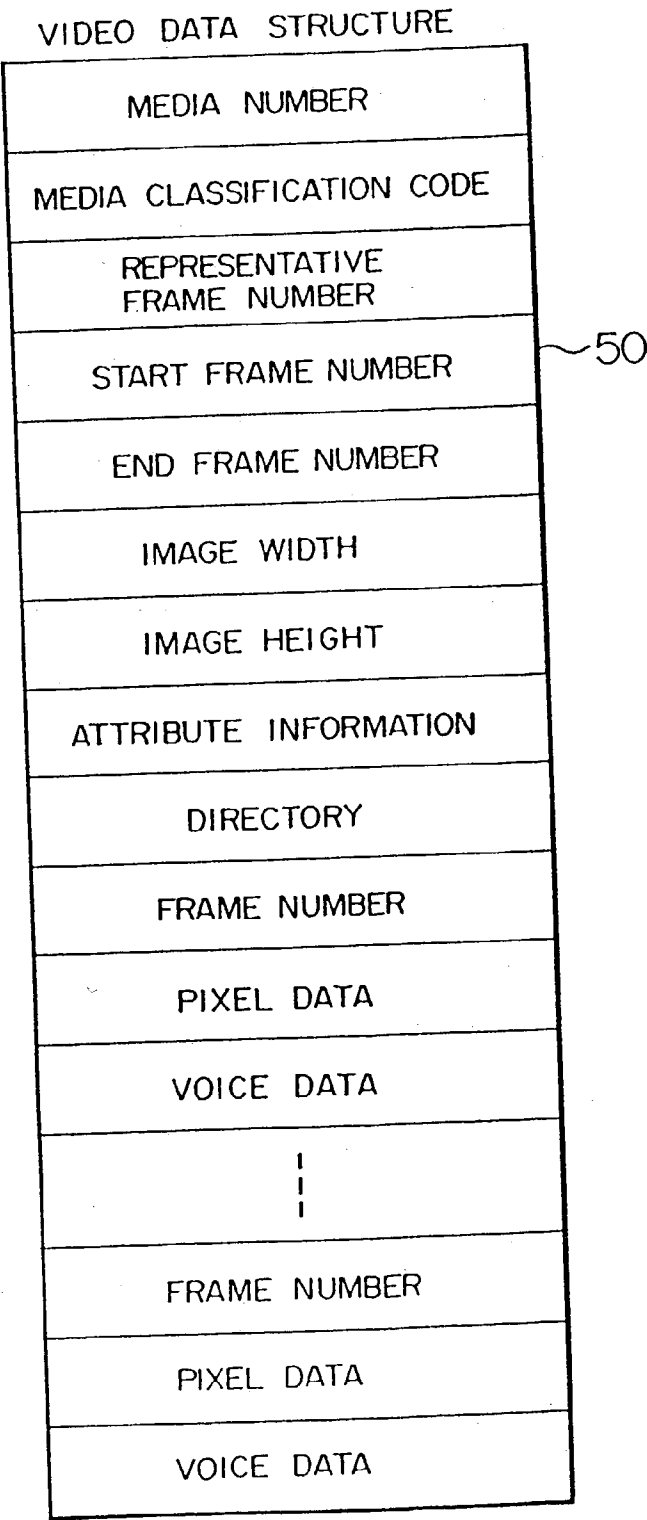 VIDEO DATA STRUCTURE
MEDIA NUMBER
MEDIA CLASSIFICATION CODE
REPRESENTATIVE
FRAME NUMBER
START FRAME NUMBER
50
END FRAME NUMBER
IMAGE WIDTH
IMAGE HEIGHT
ATTRIBUTE INFORMATION
DIRECTORY
FRAME NUMBER
PIXEL DATA
VOICE DATA
FRAME NUMBER
PIXEL DATA
VOICE DATA